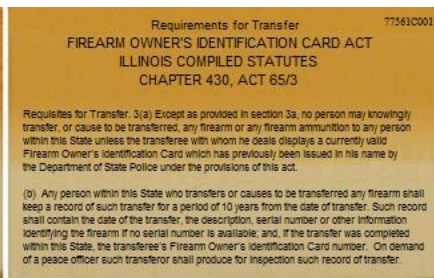 Requirements for Transfer
77561C001
FIREARM OWNER'S IDENTIFICATION CARD ACT
ILLINOIS COMPILED STATUTES
CHAPTER 430, ACT 65/3
Requisites for Transfer. 3(a) Except as provided in section 3a, no person may knowingly
transfer, or cause to be transferred, any firearm or any firearm ammunition to any person
within this State unless the transferee with whom he deals displays a currently valid
Firearm Owner's Identification Card which has previously been issued in his name by
the Department of State Police under the provisions of this act.
(b) Any person within this State who transfers or causes to be transferred any firearm shall
keep a record of such transfer for a period of 10 years from the date of transfer. Such record
shall contain the date of the transfer, the description, serial number or other information
identifying the firearm if no serial number is available; and, if the transfer was completed
within this State, the transferee's Firearm Owner's Identification Card number. On demand
of a peace officer such transferor shall produce for inspection such record of transfer.